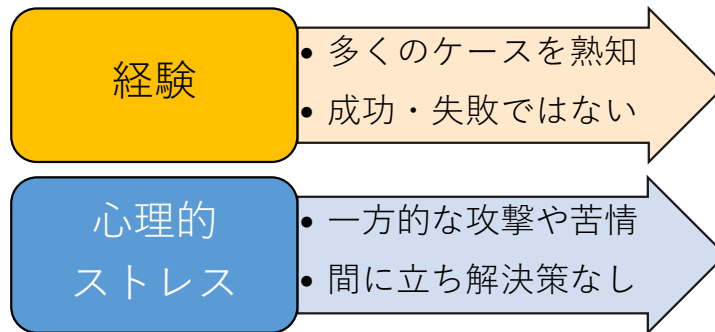 経験
• 多くのケースを熟知
• 成功・失敗ではない
心理的
ストレス
• 一方的な攻撃や苦情
• 間に立ち解決策なし